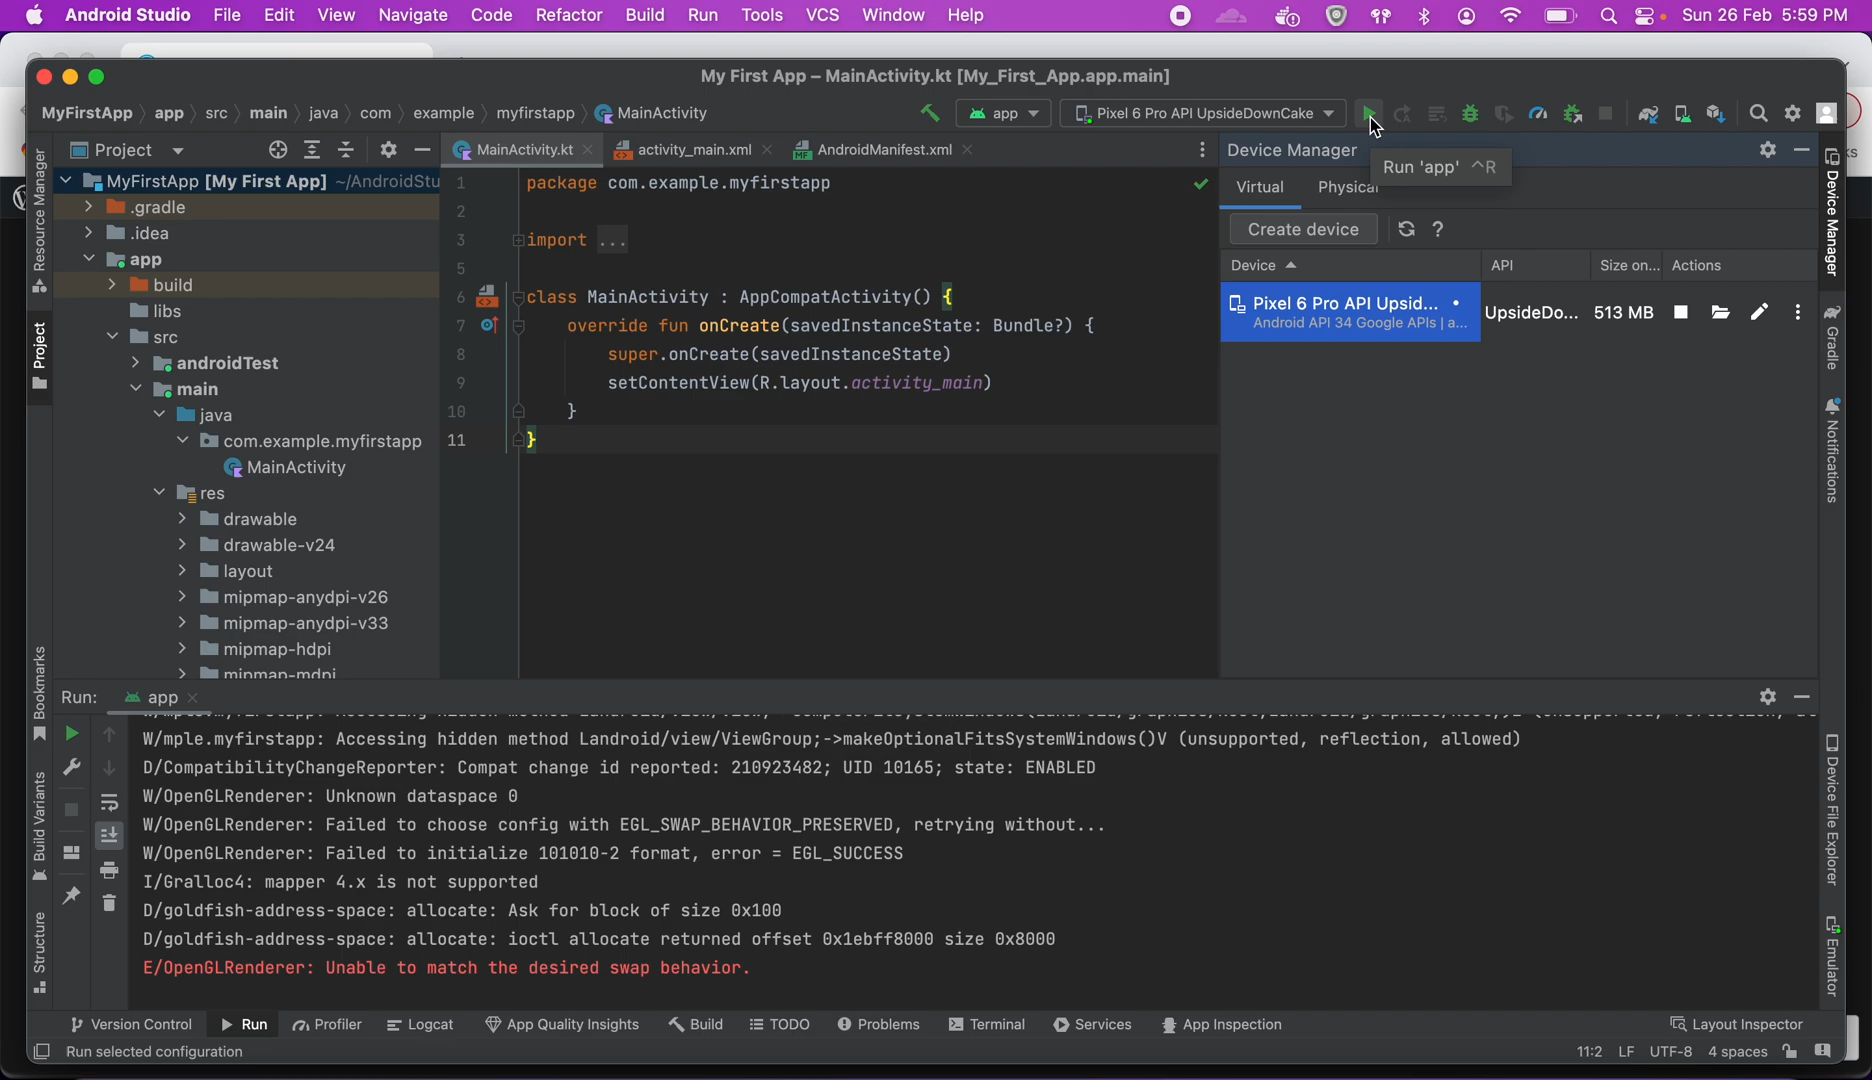 Android Studio File Edit View Navigate Code Refactor Build Run Tools VCS Window Help Sun 26 Feb 5:59 PM
My First App – MainActivity.kt [My_First_App.app.main]
MyFirstApp app src main java com example myfirstapp MainActivity app Pixel 6 Pro API UpsideDownCake
Project MainActivity.kt activity_main.xml AndroidManifest.xml Device Manager
Run 'app' ^R
Virtual Physical
Create device ?
Device API Size on... Actions
Pixel 6 Pro API Upsid... UpsideDo... 513 MB
Android API 34 Google APIs | a...
MyFirstApp [My First App] ~/AndroidStu
.gradle
.idea
app
build
libs
src
androidTest
main
java
com.example.myfirstapp
MainActivity
res
drawable
drawable-v24
layout
mipmap-anydpi-v26
mipmap-anydpi-v33
mipmap-hdpi
mipmap-mdpi
1 package com.example.myfirstapp
2
3 import ...
5
6 class MainActivity : AppCompatActivity() {
7 override fun onCreate(savedInstanceState: Bundle?) {
8 super.onCreate(savedInstanceState)
9 setContentView(R.layout.activity_main)
10 }
11 }
Resource Manager
Project
Bookmarks
Build Variants
Structure
Device Manager
Gradle
Notifications
Device File Explorer
Emulator
Run: app
W/mple.myfirstapp: Accessing hidden method Landroid/view/ViewGroup;->makeOptionalFitsSystemWindows()V (unsupported, reflection, allowed)
D/CompatibilityChangeReporter: Compat change id reported: 210923482; UID 10165; state: ENABLED
W/OpenGLRenderer: Unknown dataspace 0
W/OpenGLRenderer: Failed to choose config with EGL_SWAP_BEHAVIOR_PRESERVED, retrying without...
W/OpenGLRenderer: Failed to initialize 101010-2 format, error = EGL_SUCCESS
I/Gralloc4: mapper 4.x is not supported
D/goldfish-address-space: allocate: Ask for block of size 0x100
D/goldfish-address-space: allocate: ioctl allocate returned offset 0x1ebff8000 size 0x8000
E/OpenGLRenderer: Unable to match the desired swap behavior.
Version Control Run Profiler Logcat App Quality Insights Build TODO Problems Terminal Services App Inspection Layout Inspector
Run selected configuration 11:2 LF UTF-8 4 spaces